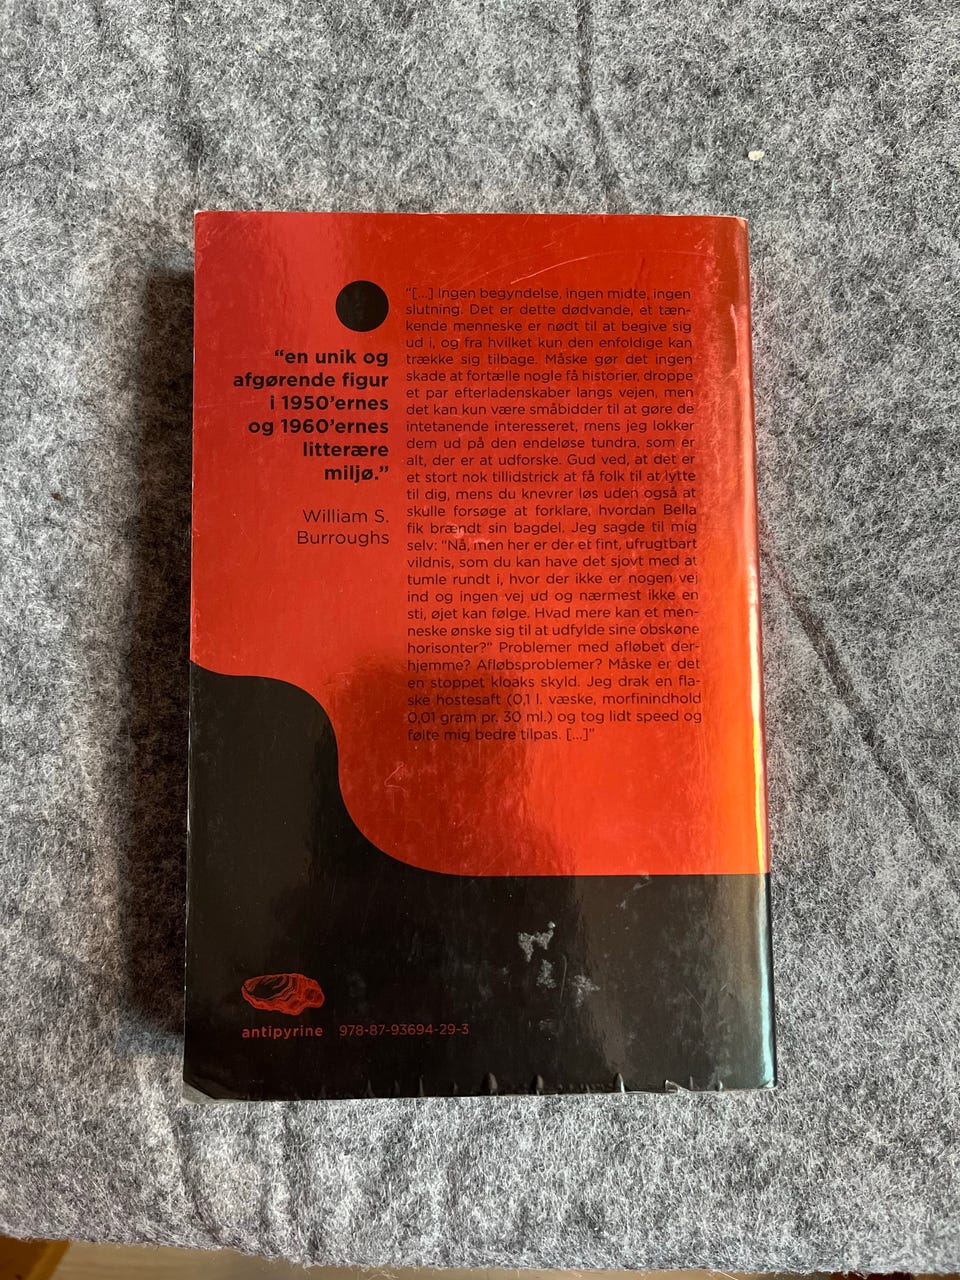 “en unik og
afgørende figur
i 1950’ernes
og 1960’ernes
litterære
miljø.”
William S.
Burroughs
“[...] Ingen begyndelse, ingen midte, ingen
slutning. Det er dette dødvande, et tæn-
kende menneske er nødt til at begive sig
ud i, og fra hvilket kun den enfoldige kan
trække sig tilbage. Måske gør det ingen
skade at fortælle nogle få historier, droppe
et par efterladenskaber langs vejen, men
det kan kun være småbidder til at gøre de
intetanende interesseret, mens jeg lokker
dem ud på den endeløse tundra, som er
alt, der er at udforske. Gud ved, at det er
et stort nok tillidstrick at få folk til at lytte
til dig, mens du knevrer løs uden også at
skulle forsøge at forklare, hvordan Bella
fik brændt sin bagdel. Jeg sagde til mig
selv: “Nå, men her er der et fint, ufrugtbart
vildnis, som du kan have det sjovt med at
tumle rundt i, hvor der ikke er nogen vej
ind og ingen vej ud og nærmest ikke en
sti, øjet kan følge. Hvad mere kan et men-
neske ønske sig til at udfylde sine obskøne
horisonter?” Problemer med afløbet der-
hjemme? Afløbsproblemer? Måske er det
en stoppet kloaks skyld. Jeg drak en fla-
ske hostesaft (0,1 l. væske, morfinindhold
0,01 gram pr. 30 ml.) og tog lidt speed og
følte mig bedre tilpas. [...]”
antipyrine 978-87-93694-29-3